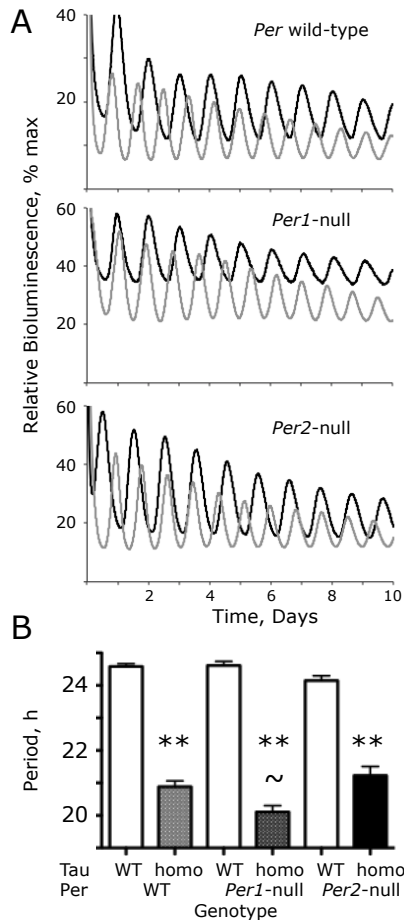 A
Per wild-type
40
20
Per1-null
60
40
20
Per2-null
60
40
20
Relative Bioluminescence, % max
2 4 6 8 10
Time, Days
B
24
22
20
Period, h
** ** **
~
Tau WT homo WT homo WT homo
Per WT Per1-null Per2-null
Genotype